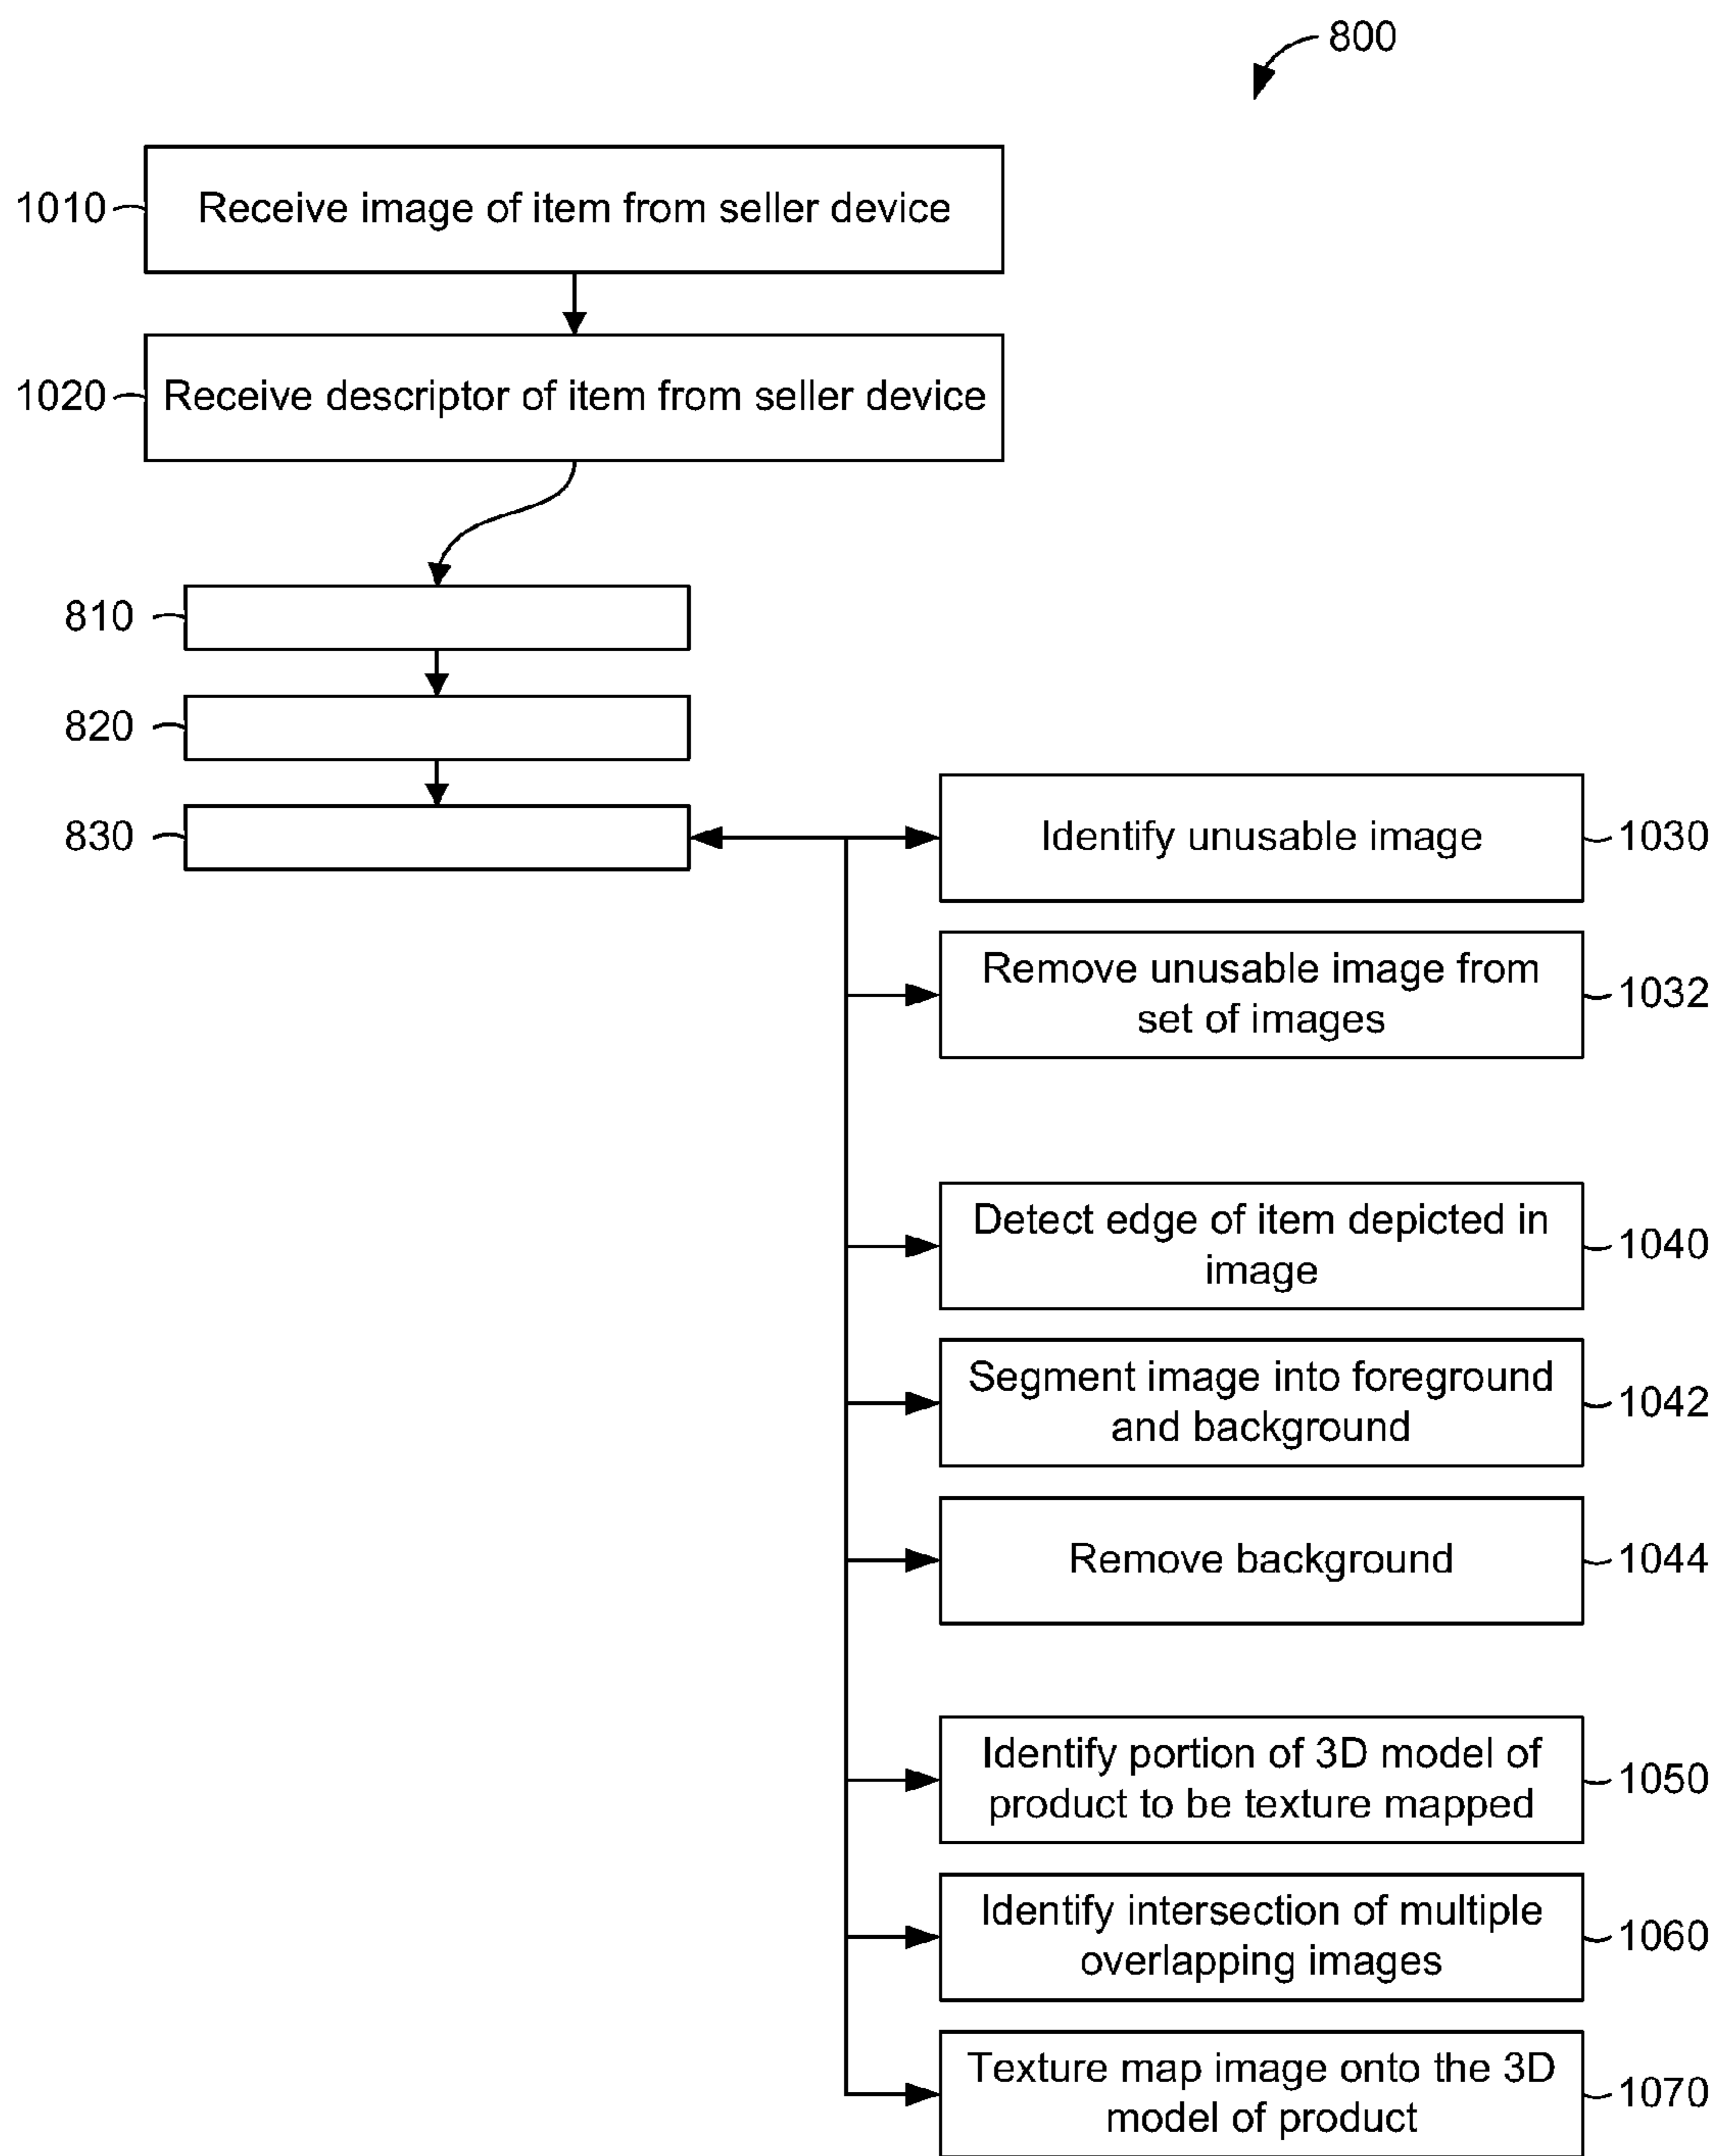 800
1010
Receive image of item from seller device
1020
Receive descriptor of item from seller device
810
820
830
Identify unusable image
1030
Remove unusable image from
set of images
1032
Detect edge of item depicted in
image
1040
Segment image into foreground
and background
1042
Remove background
1044
Identify portion of 3D model of
product to be texture mapped
1050
Identify intersection of multiple
overlapping images
1060
Texture map image onto the 3D
model of product
1070